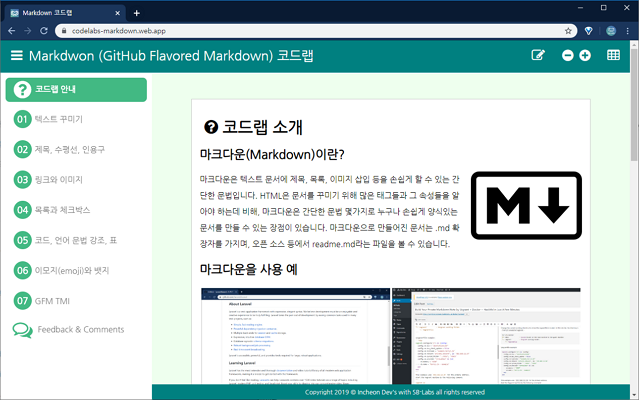 Markdown 코드랩
codelabs-markdown.web.app
Markdwon (GitHub Flavored Markdown) 코드랩
코드랩 안내
01 텍스트 꾸미기
02 제목, 수평선, 인용구
03 링크와 이미지
04 목록과 체크박스
05 코드, 언어 문법 강조, 표
06 이모지(emoji)와 뱃지
07 GFM TMI
Feedback & Comments
코드랩 소개
마크다운(Markdown)이란?
마크다운은 텍스트 문서에 제목, 목록, 이미지 삽입 등을 손쉽게 할 수 있는 간
단한 문법입니다. HTML은 문서를 꾸미기 위해 많은 태그들과 그 속성들을 알
아야 하는데 비해, 마크다운은 간단한 문법 몇가지로 누구나 손쉽게 양식있는
문서를 만들 수 있는 장점이 있습니다. 마크다운으로 만들어진 문서는 .md 확
장자를 가지며, 오픈 소스 등에서 readme.md라는 파일을 볼 수 있습니다.
M
마크다운을 사용 예
About Laravel
Learning Laravel
Copyright 2019 © Incheon Dev's with SB-Labs all rights reserved